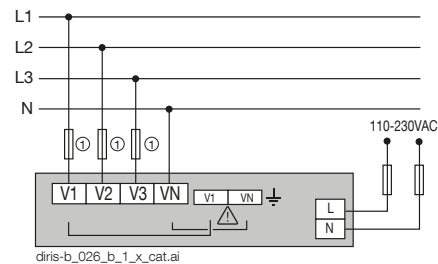 L1
L2
L3
N
110-230VAC
① ① ①
V1 V2 V3 VN
V1 VN
L
N
diris-b_026_b_1_x_cat.ai